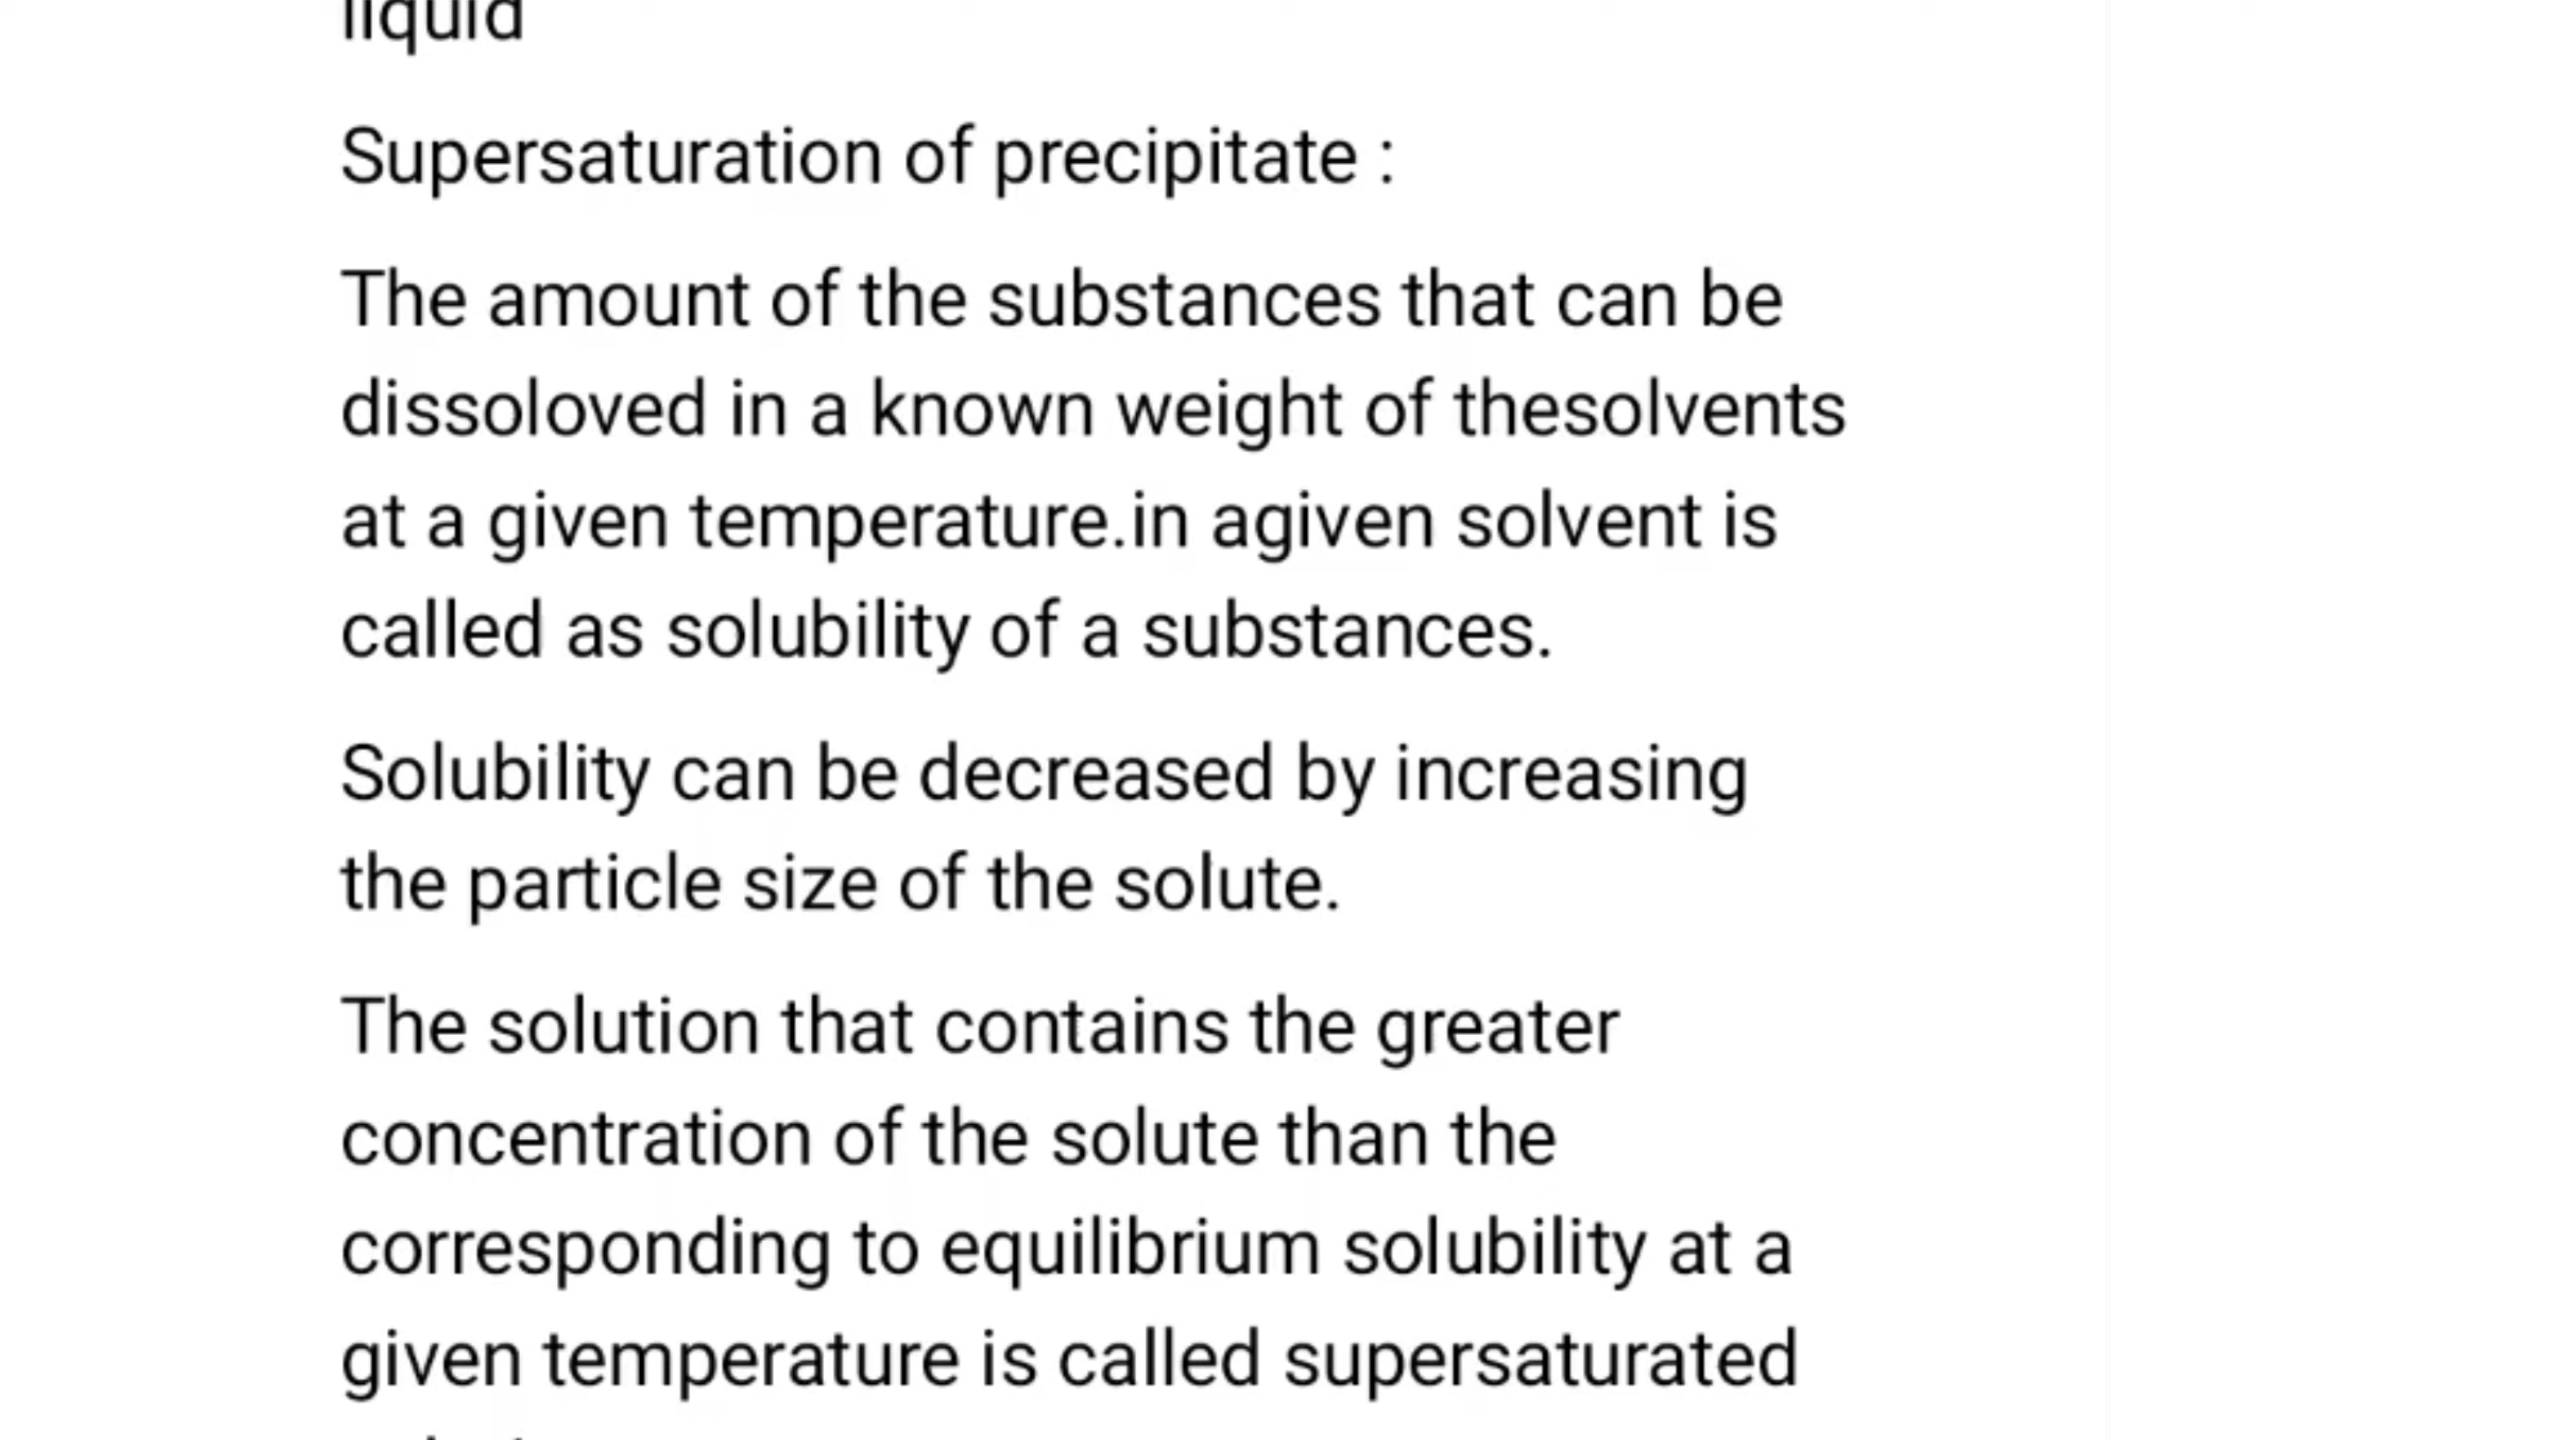 liquid
Supersaturation of precipitate :
The amount of the substances that can be
dissoloved in a known weight of thesolvents
at a given temperature.in agiven solvent is
called as solubility of a substances.
Solubility can be decreased by increasing
the particle size of the solute.
The solution that contains the greater
concentration of the solute than the
corresponding to equilibrium solubility at a
given temperature is called supersaturated